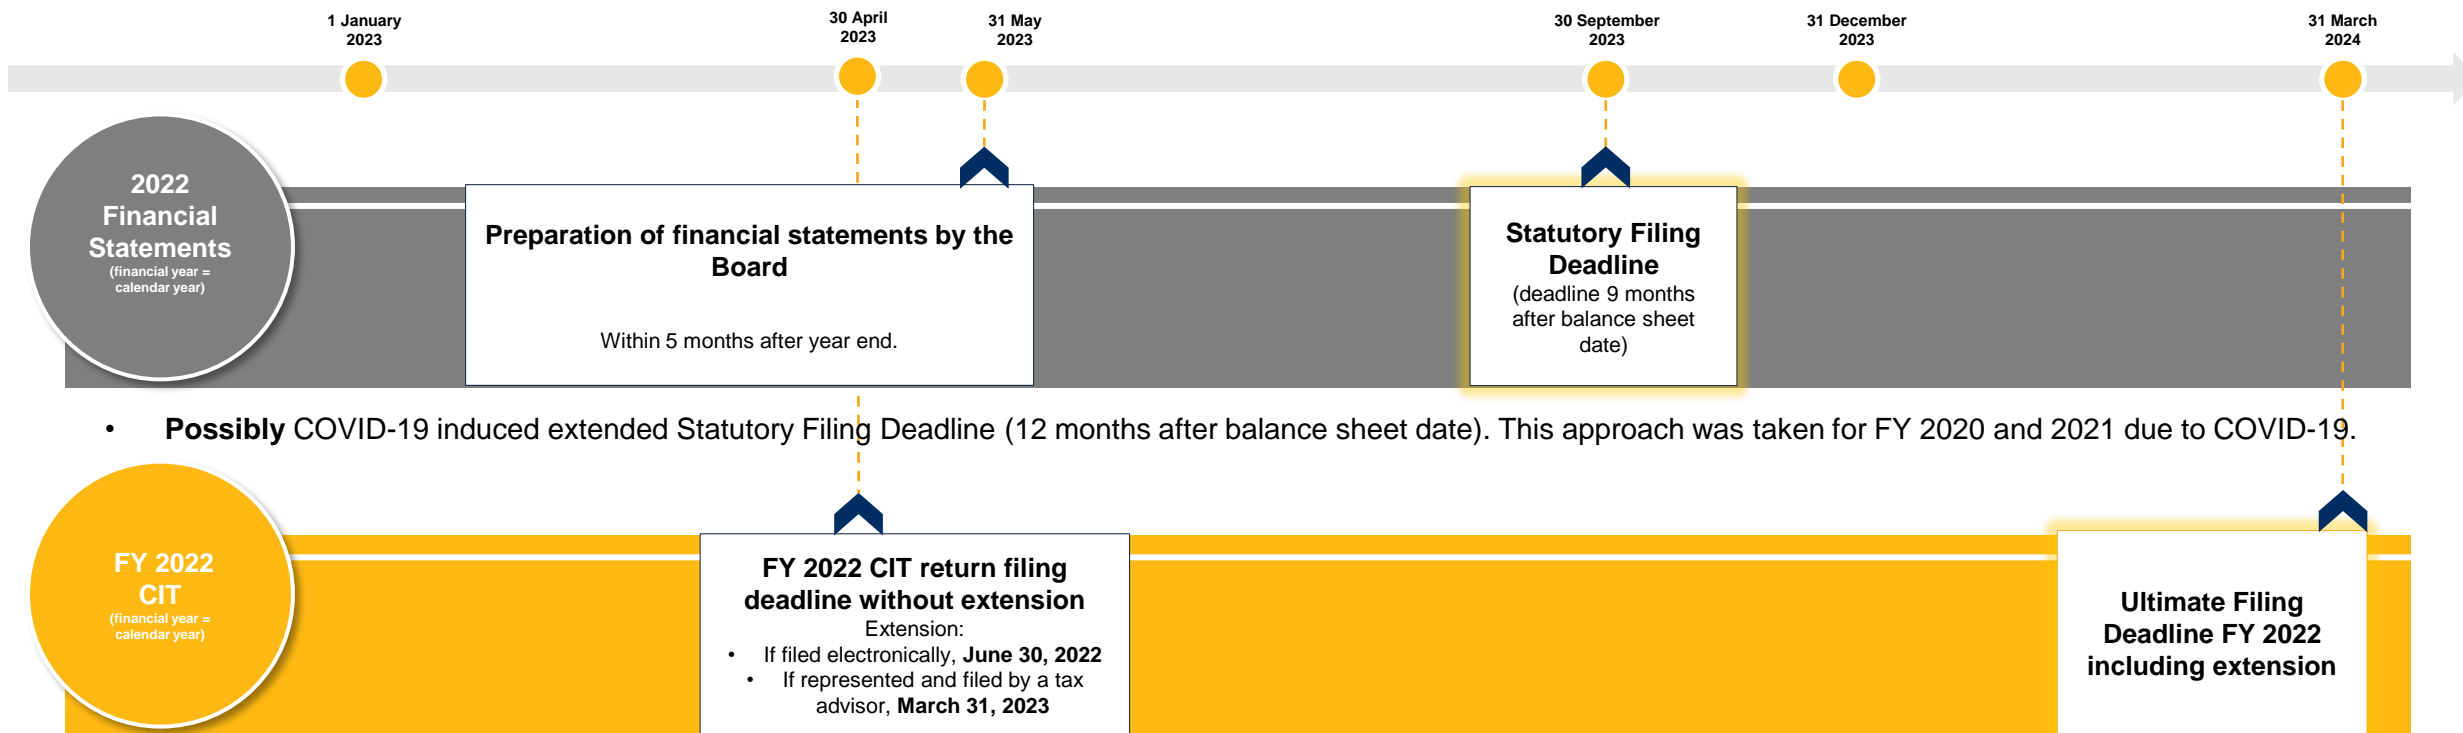 1 January
2023
30 April
2023
31 May
2023
30 September
2023
31 December
2023
31 March
2024
2022
Financial
Statements
(financial year =
calendar year)
Preparation of financial statements by the
Board
Within 5 months after year end.
Statutory Filing
Deadline
(deadline 9 months
after balance sheet
date)
• Possibly COVID-19 induced extended Statutory Filing Deadline (12 months after balance sheet date). This approach was taken for FY 2020 and 2021 due to COVID-19.
FY 2022
CIT
(financial year =
calendar year)
FY 2022 CIT return filing
deadline without extension
Extension:
• If filed electronically, June 30, 2022
• If represented and filed by a tax
advisor, March 31, 2023
Ultimate Filing
Deadline FY 2022
including extension